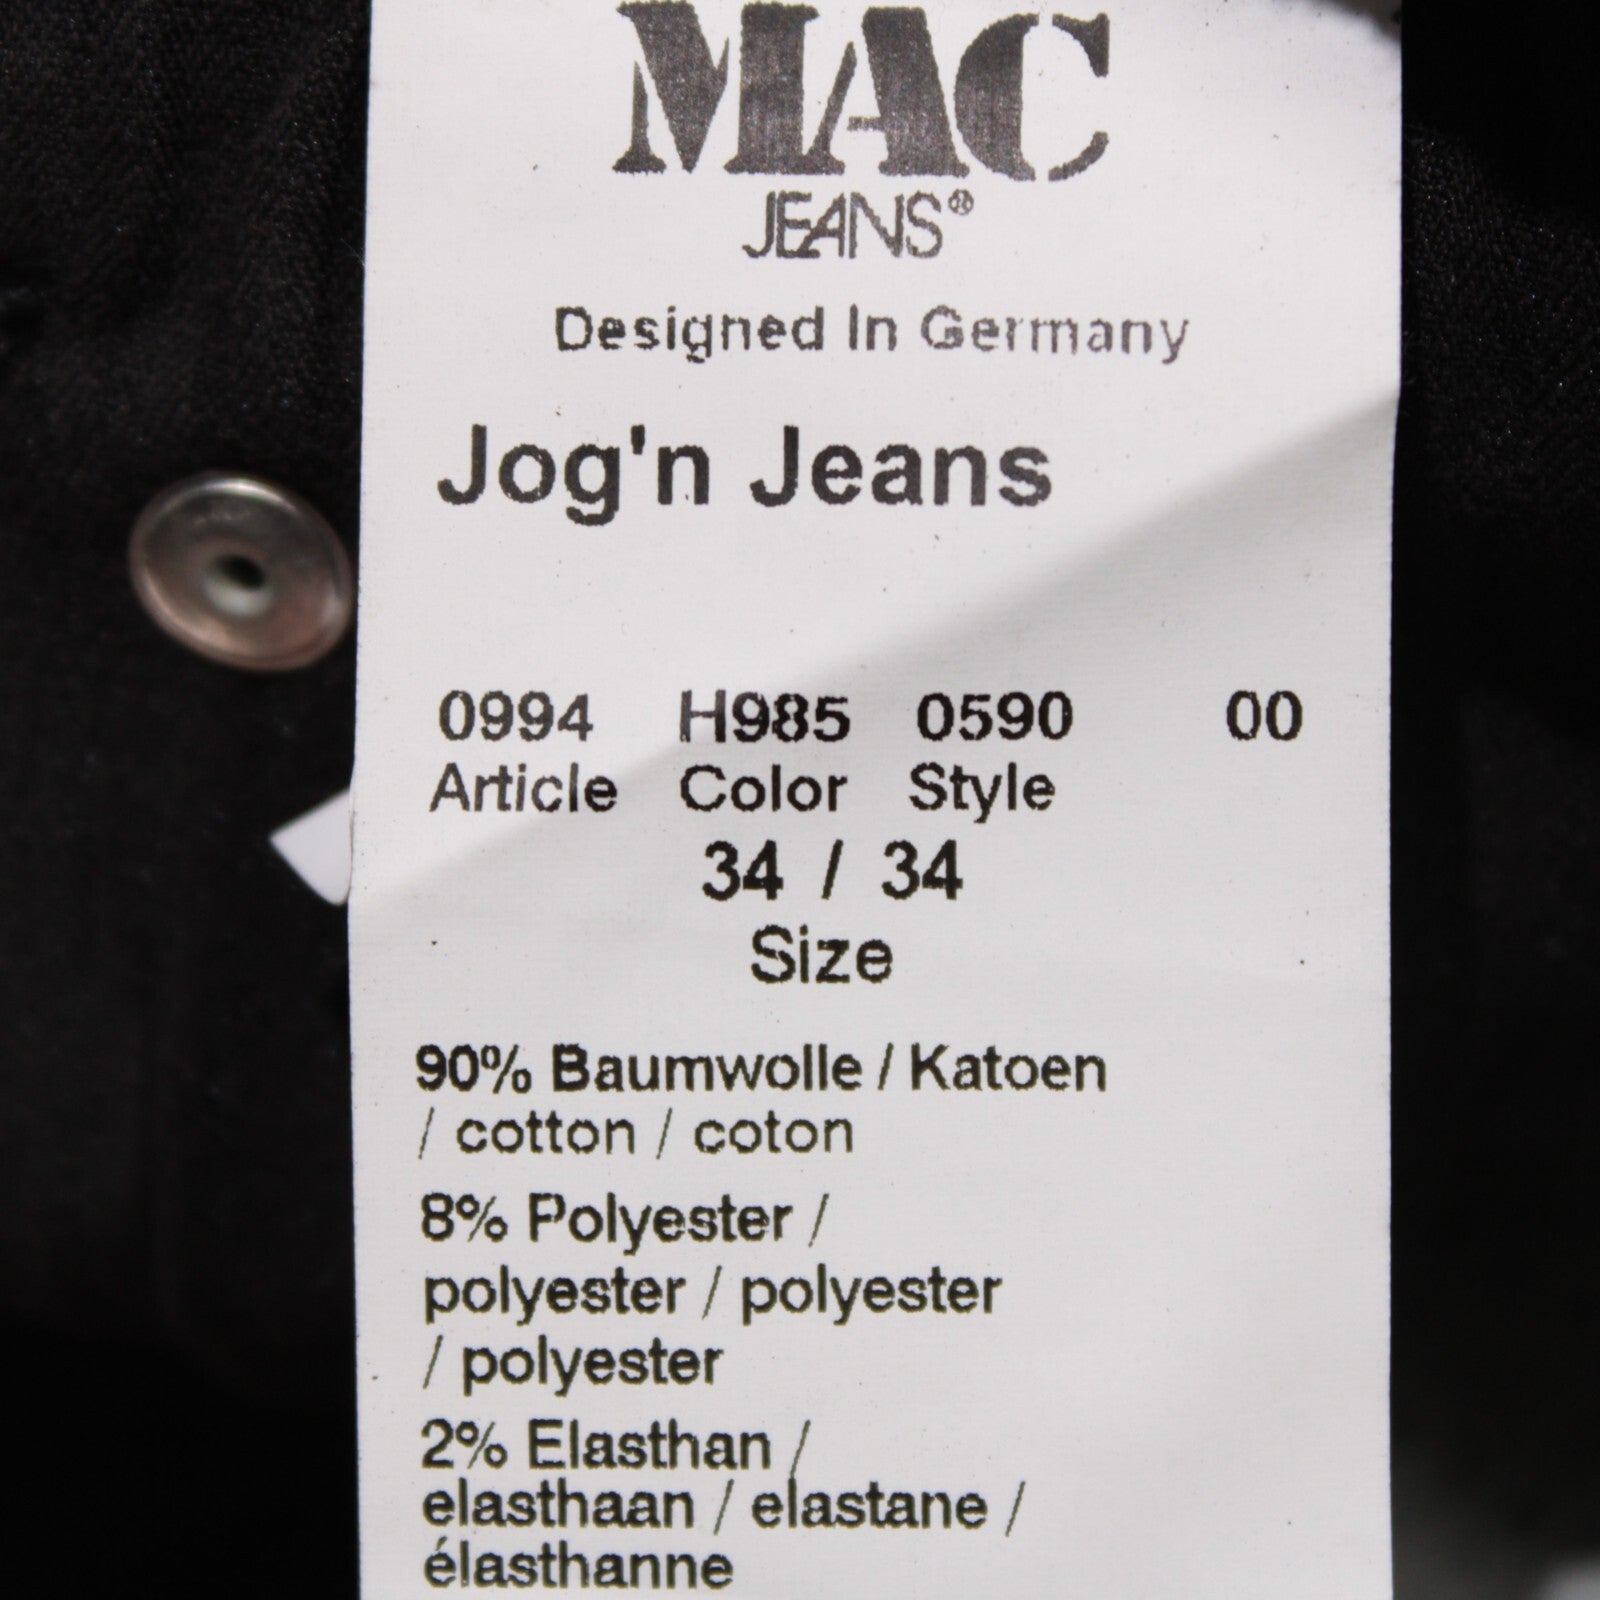 MAC
JEANS®
Designed In Germany
Jog'n Jeans
0994 H985 0590 00
Article Color Style
34 / 34
Size
90% Baumwolle / Katoen
/ cotton / coton
8% Polyester /
polyester / polyester
/ polyester
2% Elasthan /
elasthaan / elastane /
élasthanne